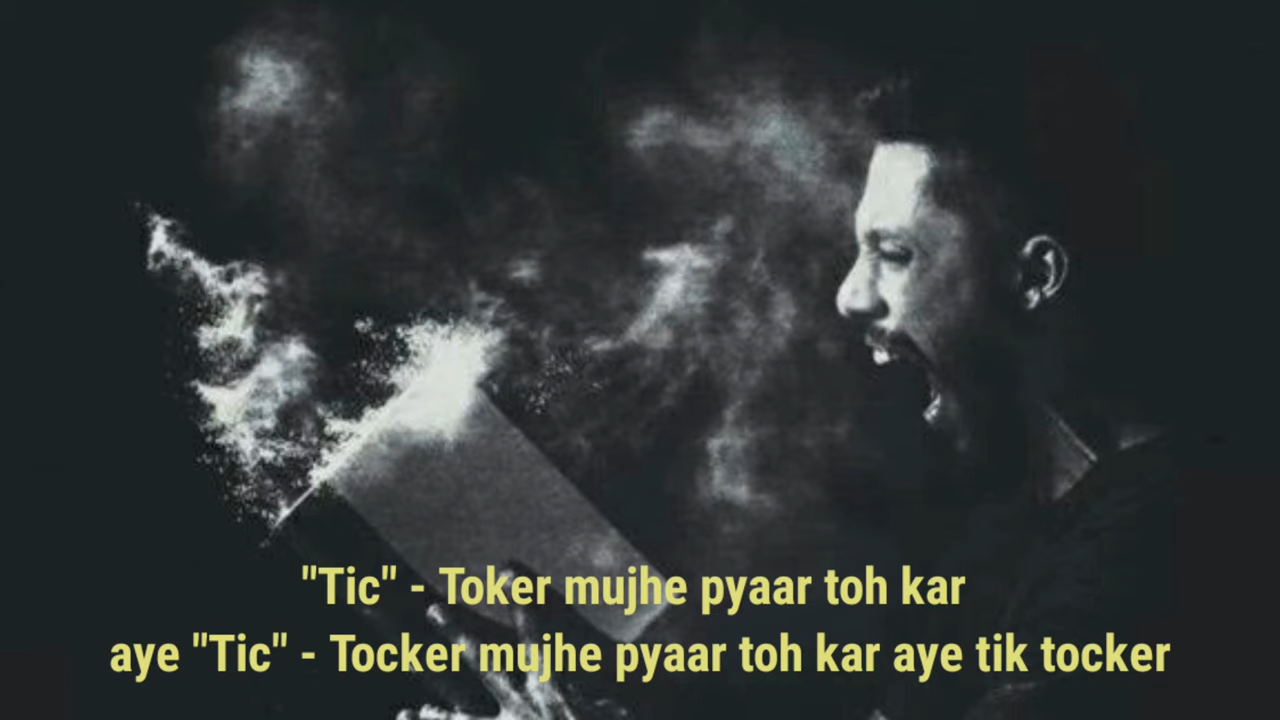 "Tic" - Toker mujhe pyaar toh kar
aye "Tic" - Tocker mujhe pyaar toh kar aye tik tocker